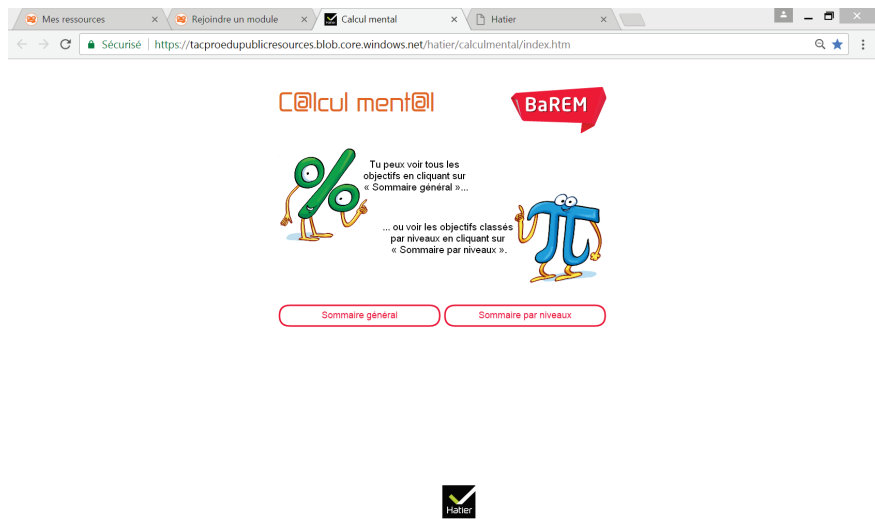 Mes ressources
Rejoindre un module
Calcul mental
Hatier
Sécurisé
https://tacproedupublicresources.blob.core.windows.net/hatier/calculmental/index.htm
C@lcul ment@l
BaREM
Tu peux voir tous les
objectifs en cliquant sur
« Sommaire général »...
... ou voir les objectifs classés
par niveaux en cliquant sur
« Sommaire par niveaux ».
Sommaire général
Sommaire par niveaux
Hatier